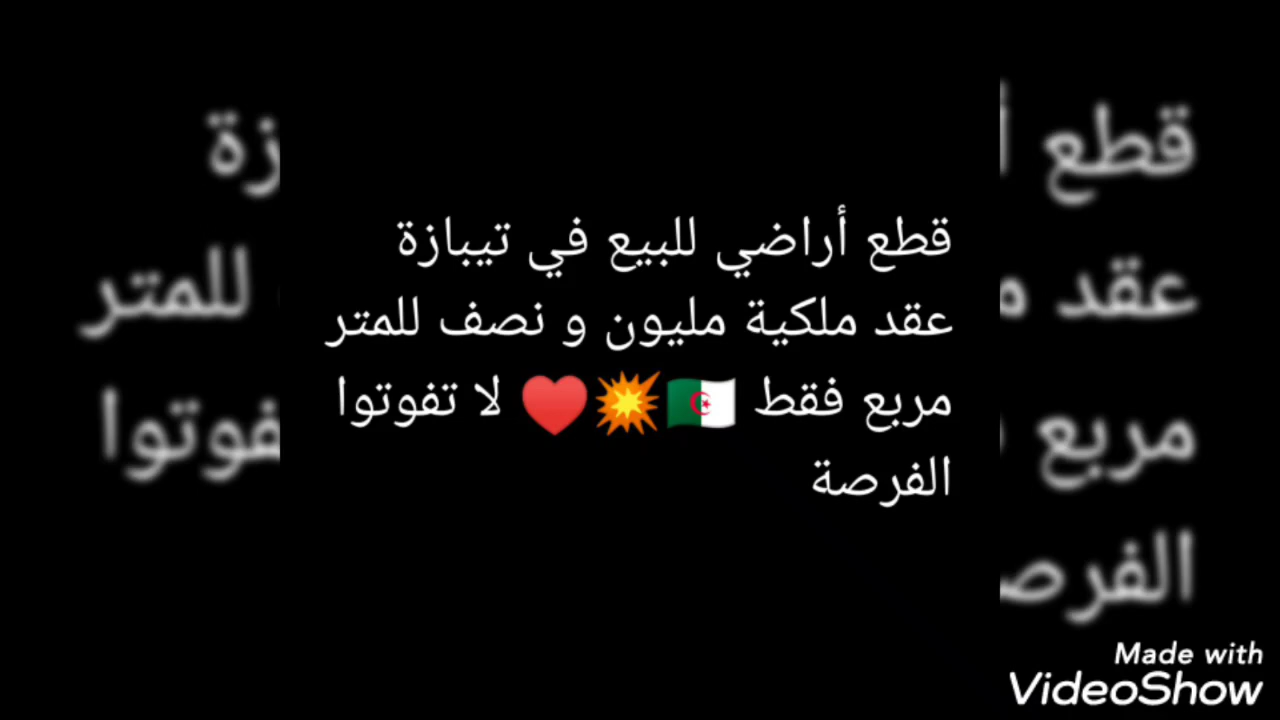 قطع أراضي للبيع في تيبازة
عقد ملكية مليون و نصف للمتر
مربع فقط 🇩🇿💥♥️ لا تفوتوا
الفرصة
Made with
VideoShow